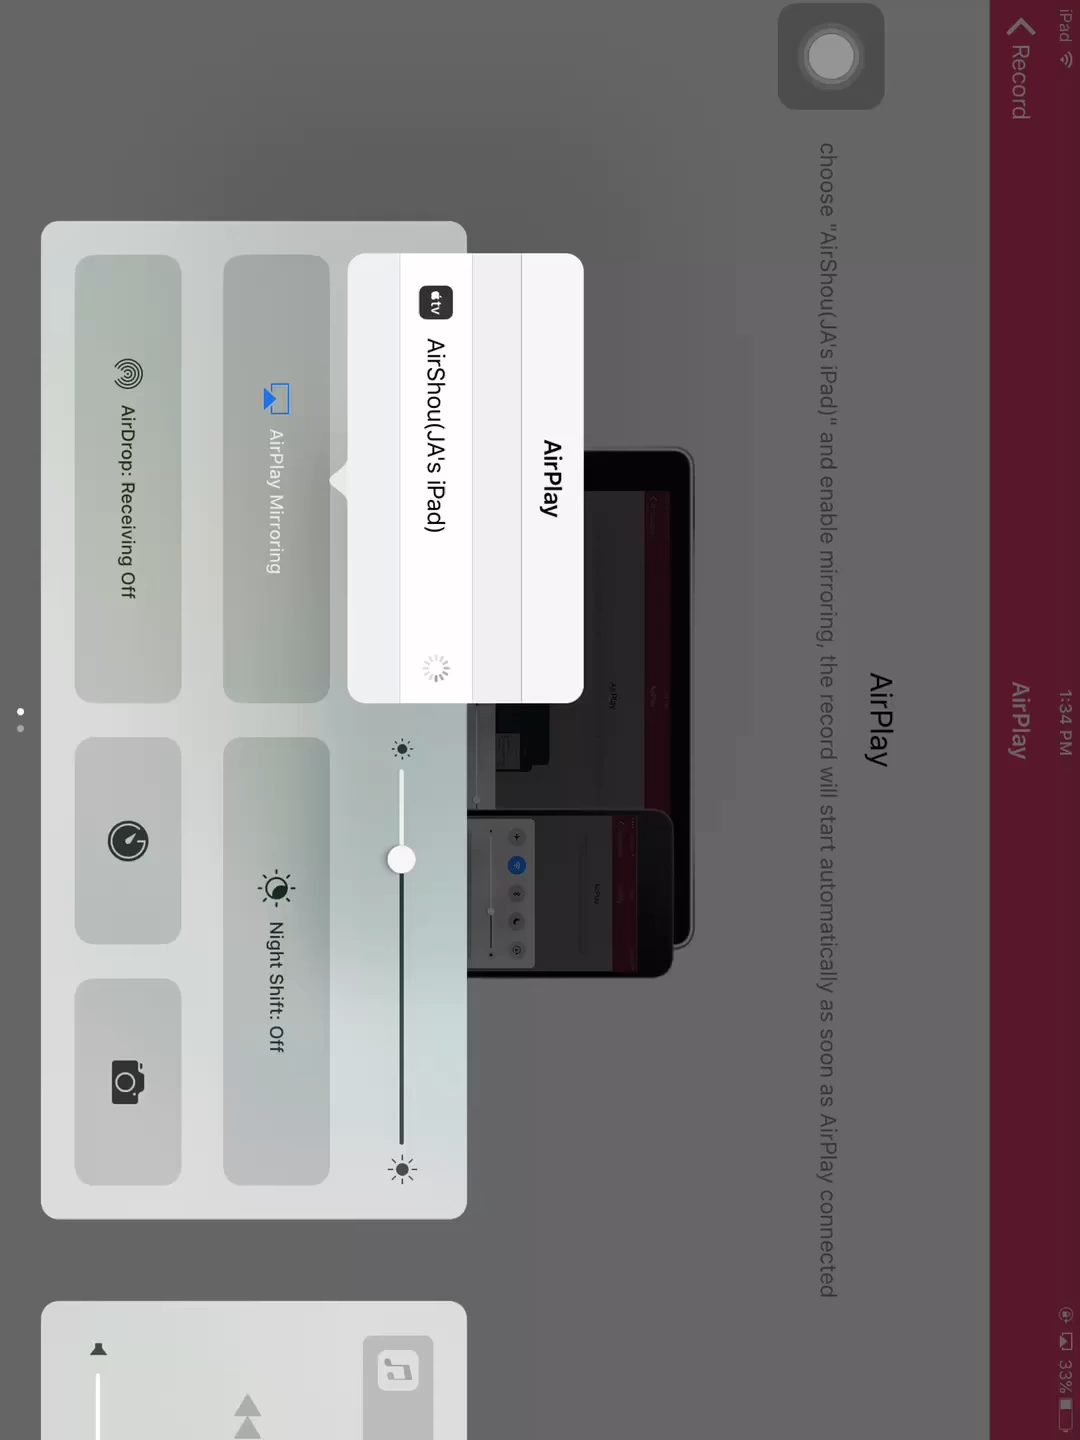 iPad
1:34 PM
33%
Record
AirPlay
AirPlay
choose "AirShou(JA's iPad)" and enable mirroring, the record will start automatically as soon as AirPlay connected
AirPlay
tv
AirShou(JA's iPad)
AirPlay Mirroring
Night Shift: Off
AirDrop: Receiving Off